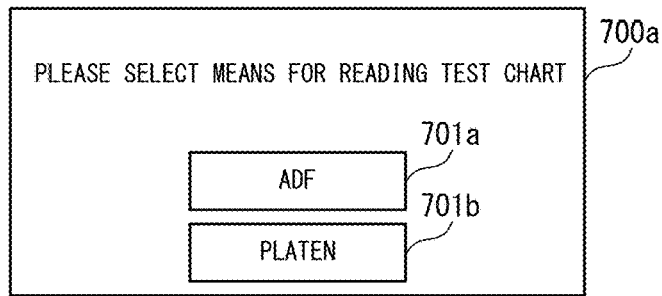 700a
PLEASE SELECT MEANS FOR READING TEST CHART
701a
ADF
701b
PLATEN